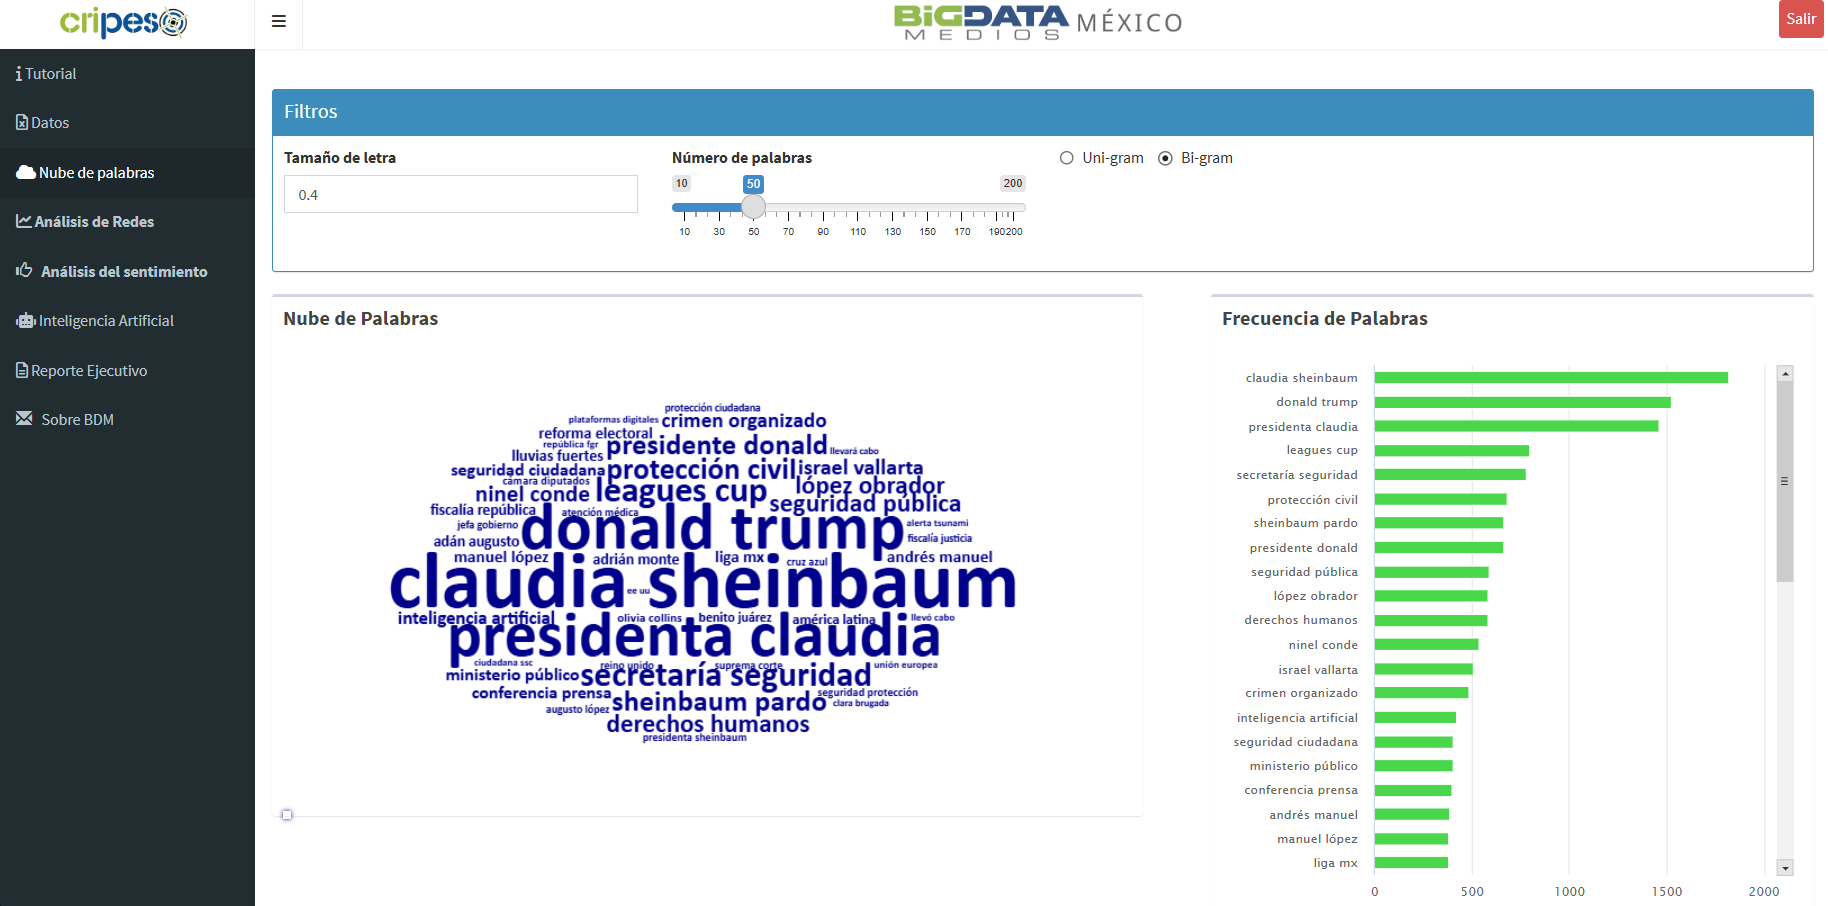 cripeso
BiGDATA
MEDIOS
MÉXICO
Salir
Tutorial
Datos
Nube de palabras
Análisis de Redes
Análisis del sentimiento
Inteligencia Artificial
Reporte Ejecutivo
Sobre BDM
Filtros
Tamaño de letra
0.4
Número de palabras
10 50 200
10 30 50 70 90 110 130 150 170 190 200
Uni-gram Bi-gram
Nube de Palabras
protección ciudadana
plataformas digitales crimen organizado
reforma electoral
república fgr presidente donald llevará cabo
lluvias fuertes
seguridad ciudadana protección civil israel vallarta
cámara diputados
ninel conde leagues cup lópez obrador
seguridad pública
fiscalía república atención médica
jefa gobierno donald trump alerta tsunami
adán augusto fiscalía justicia
manuel lópez adrián monte liga mx cruz azul andrés manuel
claudia sheinbaum
ee uu
inteligencia artificial olivia collins benito juárez américa latina llevó cabo
presidenta claudia
ciudadana ssc reino unido suprema corte unión europea
ministerio público secretaría seguridad
conferencia prensa seguridad protección
augusto lópez sheinbaum pardo clara brugada
derechos humanos
presidenta sheinbaum
Frecuencia de Palabras
claudia sheinbaum
donald trump
presidenta claudia
leagues cup
secretaría seguridad
protección civil
sheinbaum pardo
presidente donald
seguridad pública
lópez obrador
derechos humanos
ninel conde
israel vallarta
crimen organizado
inteligencia artificial
seguridad ciudadana
ministerio público
conferencia prensa
andrés manuel
manuel lópez
liga mx
0 500 1000 1500 2000